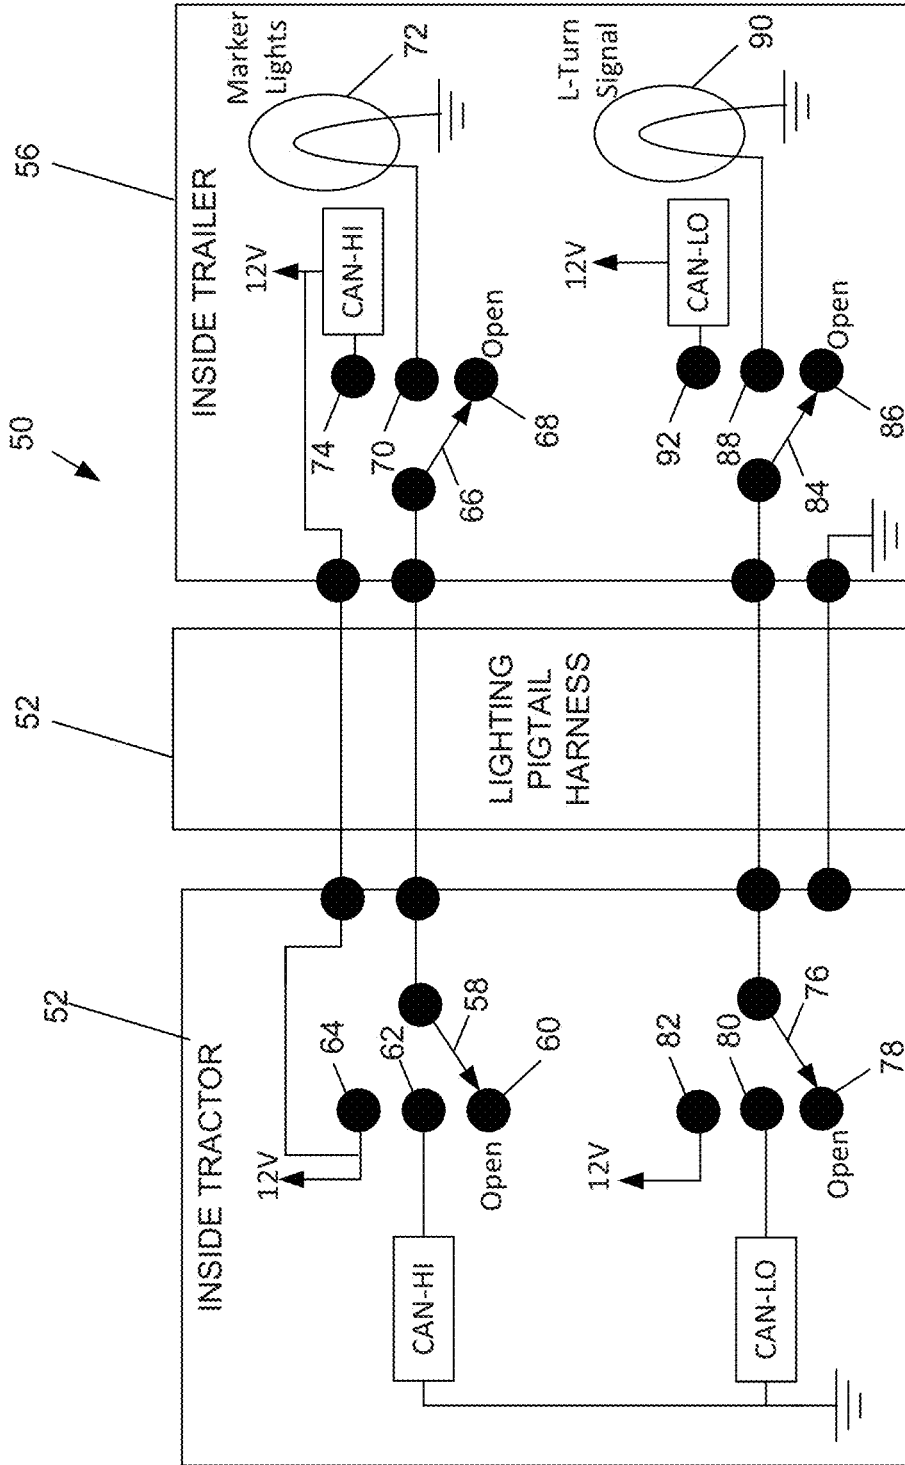 50
52
52
56
INSIDE TRACTOR
12V
64
62
58
60
Open
CAN-HI
12V
82
80
76
78
Open
CAN-LO
LIGHTING
PIGTAIL
HARNESS
INSIDE TRAILER
12V
CAN-HI
74
70
66
68
Open
Marker
Lights
72
12V
CAN-LO
92
88
84
86
Open
L-Turn
Signal
90